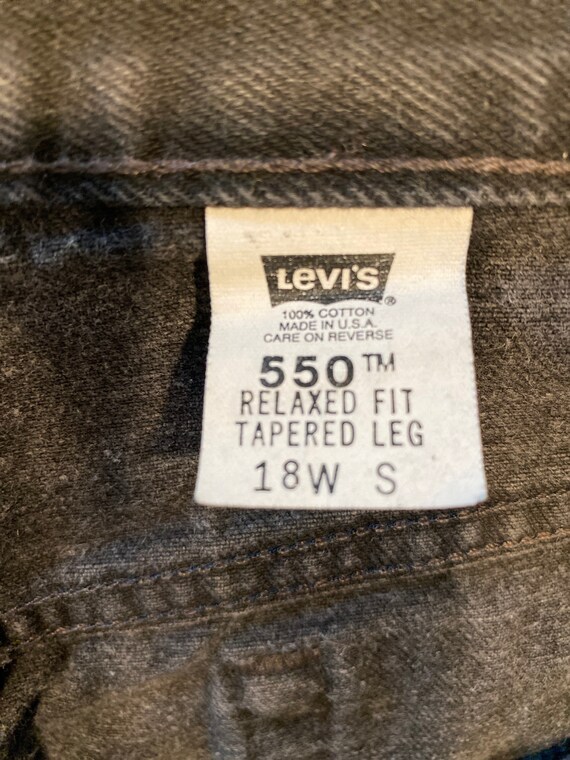 Levi's ®
100% COTTON
MADE IN U.S.A.
CARE ON REVERSE
550™
RELAXED FIT
TAPERED LEG
18W S